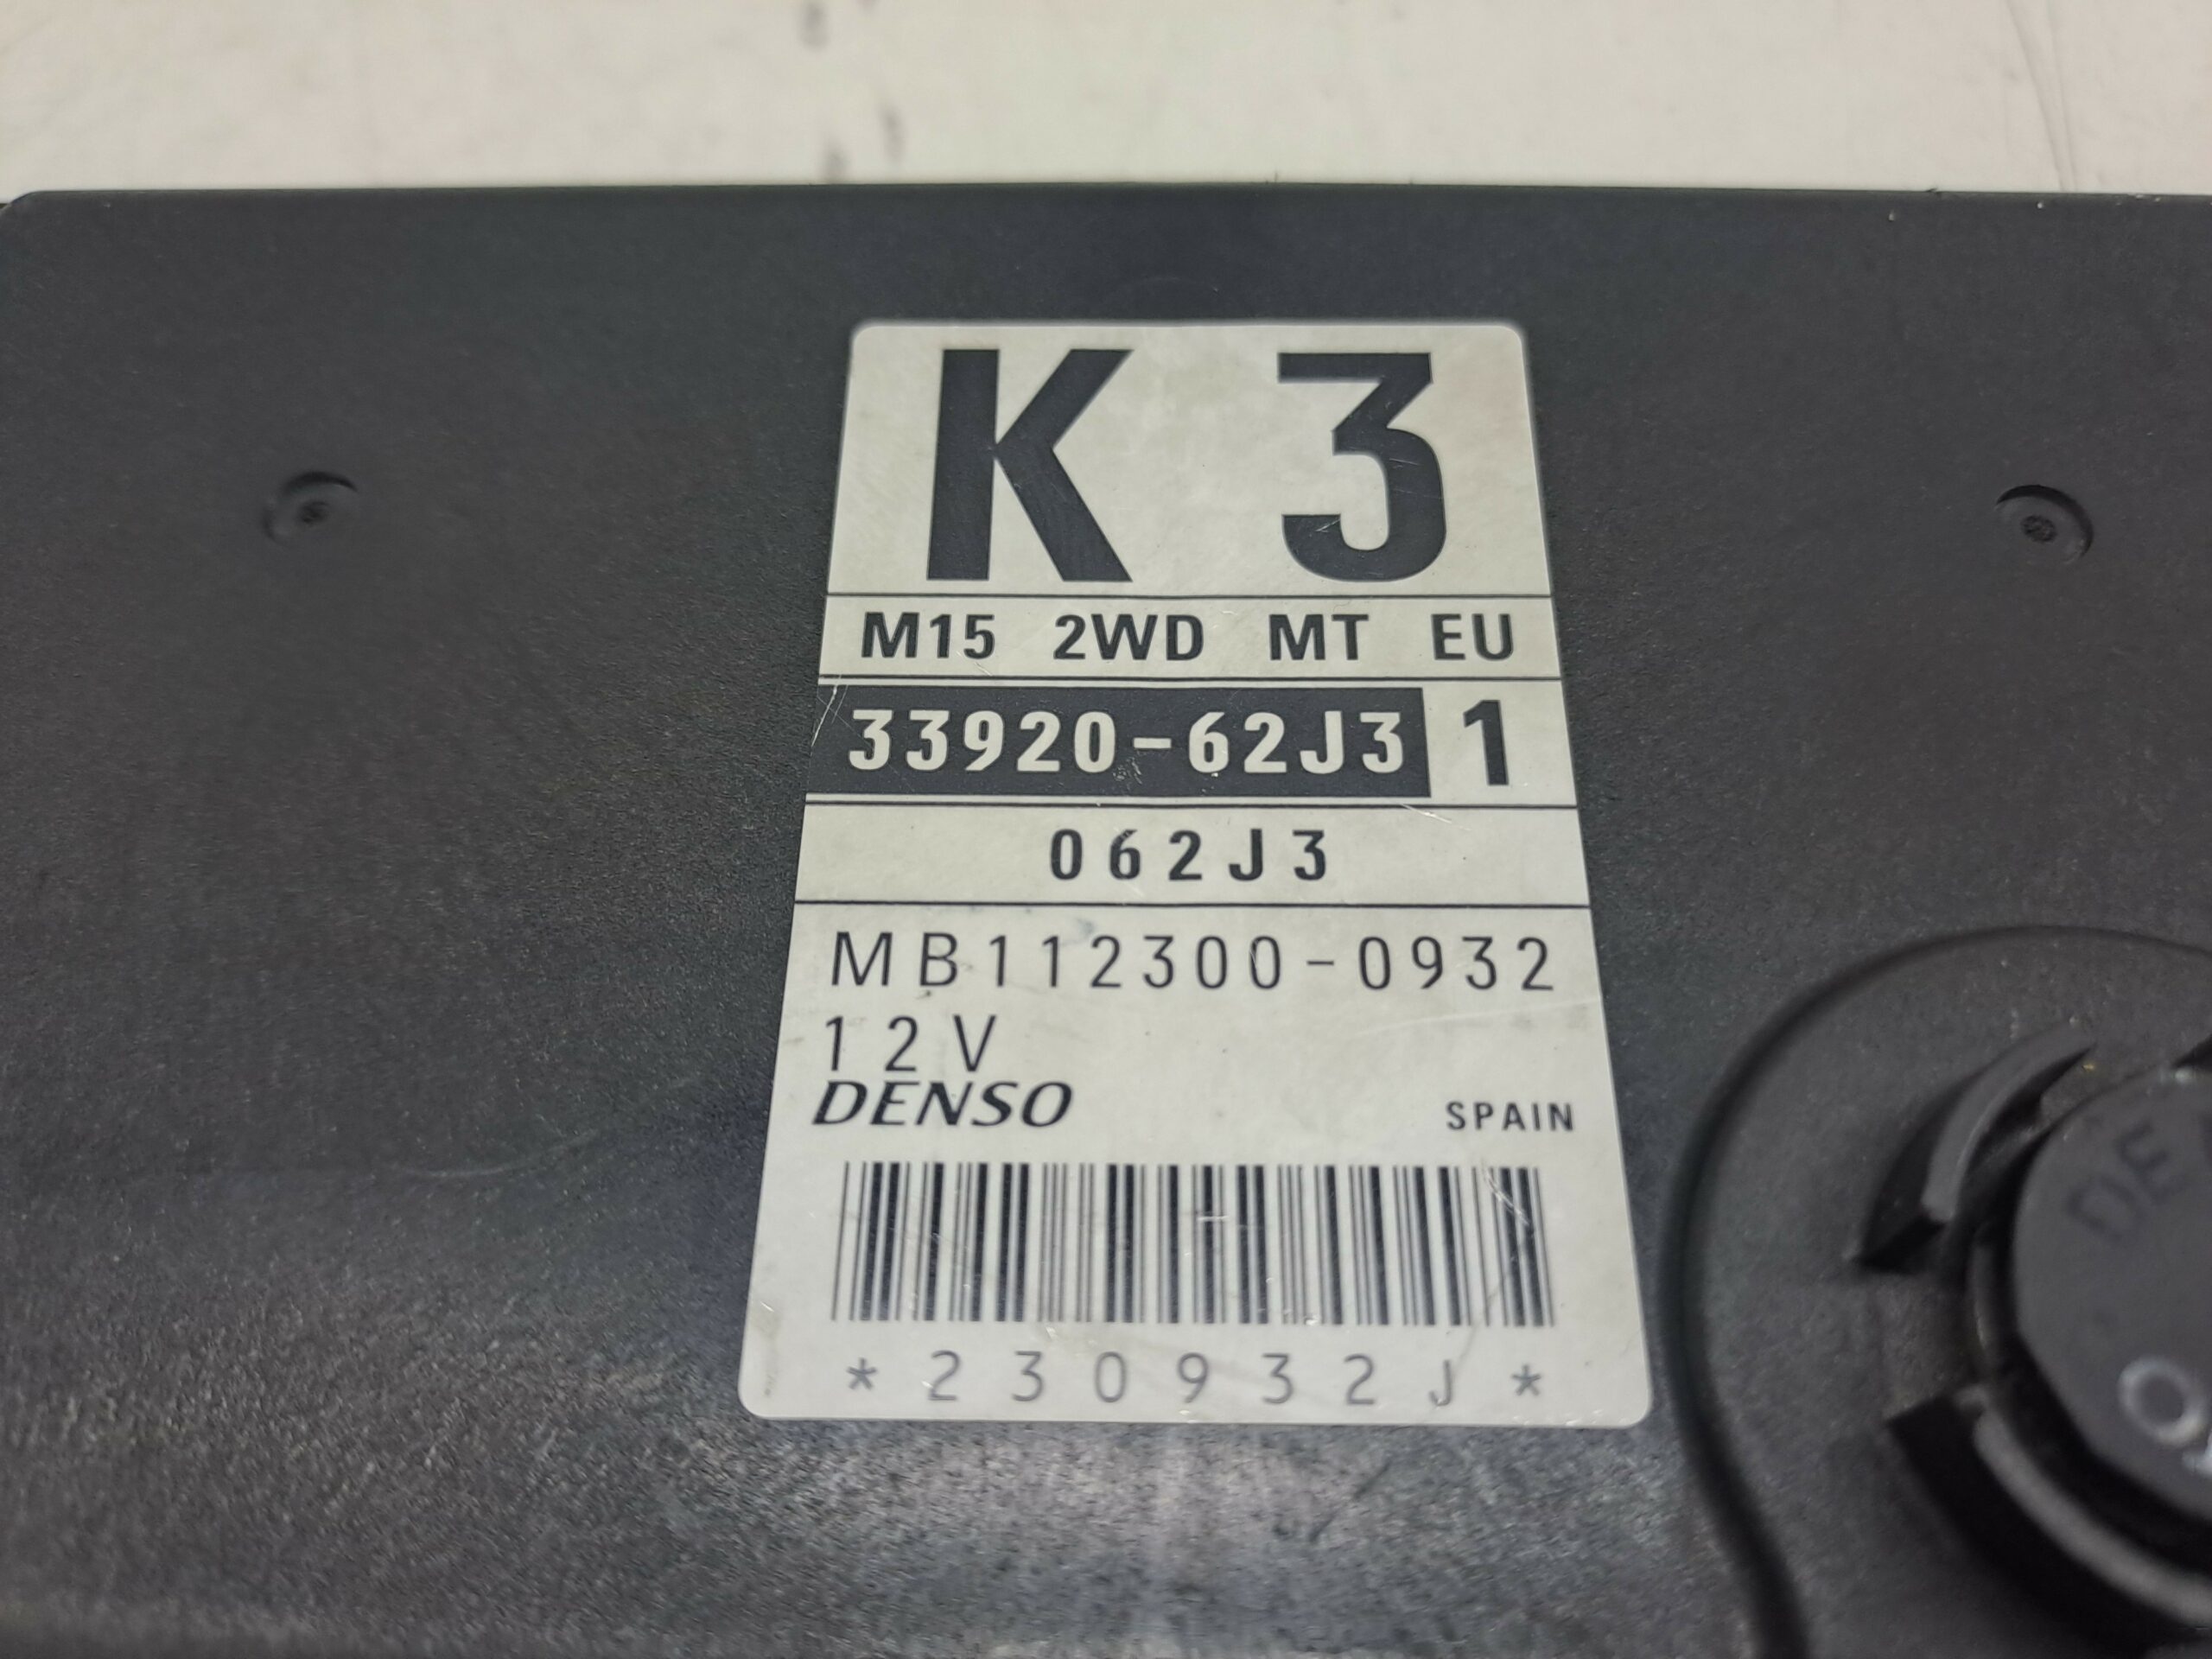 K 3
M15 2WD MT EU
33920-62J3 1
062J3
MB112300-0932
12V
DENSO SPAIN
*230932J*